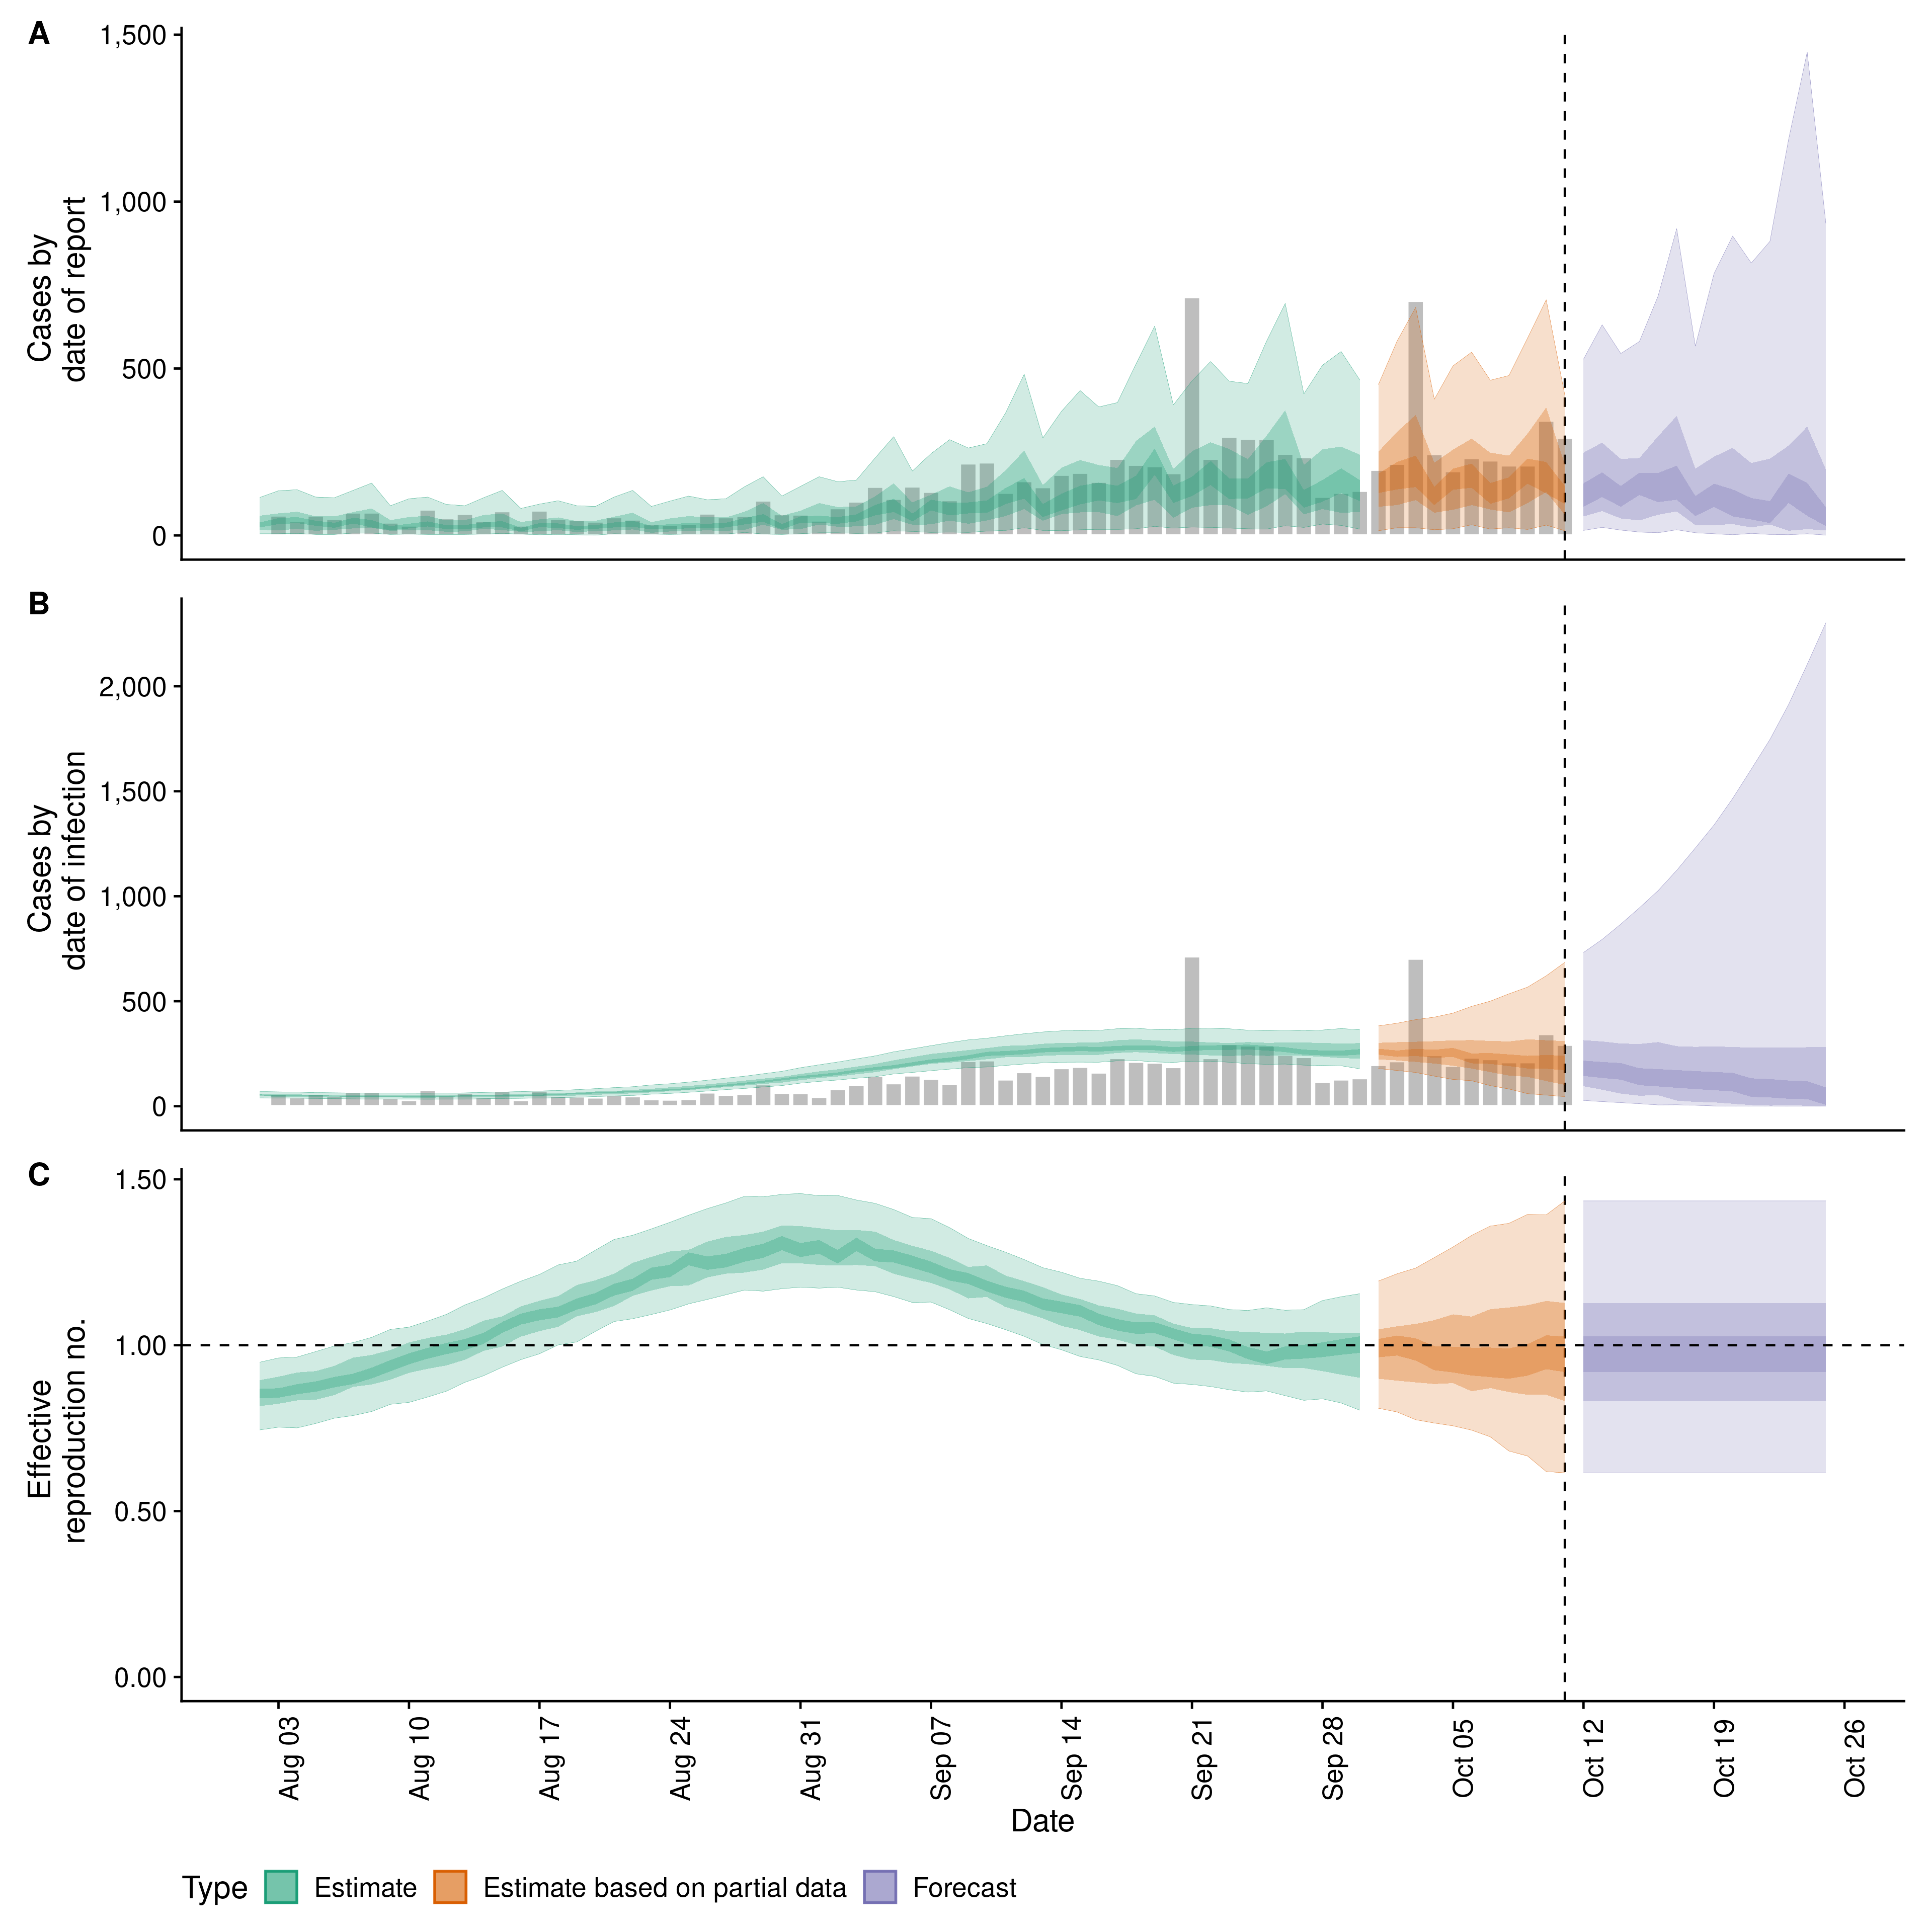 A
1,500
1,000
500
0
Cases by
date of report
B
2,000
1,500
1,000
500
0
Cases by
date of infection
C
1.50
1.00
0.50
0.00
Effective
reproduction no.
Aug 03
Aug 10
Aug 17
Aug 24
Aug 31
Sep 07
Sep 14
Sep 21
Sep 28
Oct 05
Oct 12
Oct 19
Oct 26
Date
Type Estimate Estimate based on partial data Forecast